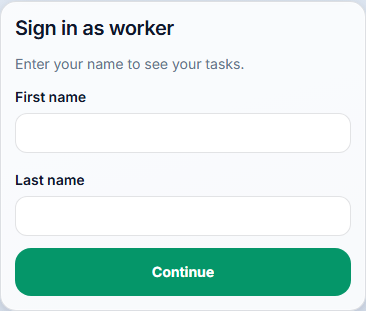 Sign in as worker
Enter your name to see your tasks.
First name
Last name
Continue